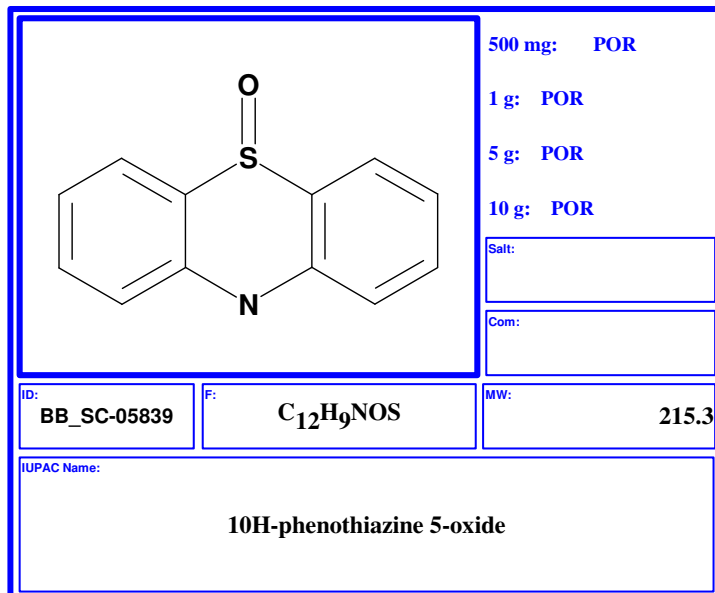 500 mg: POR
1 g: POR
5 g: POR
10 g: POR
O
S
N
Salt:
Com:
ID:
BB_SC-05839
F:
C12H9NOS
MW:
215.3
IUPAC Name:
10H-phenothiazine 5-oxide